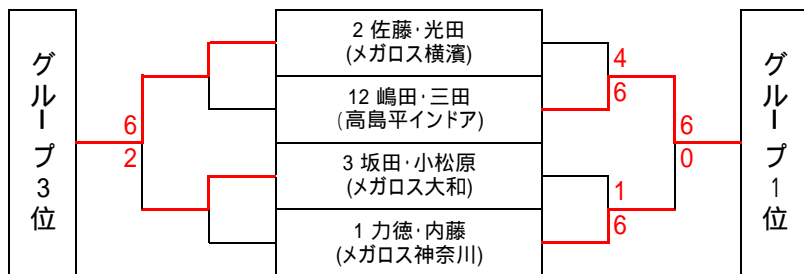 グループ3位
6
2
2 佐藤・光田
(メガロス横濱)
12 嶋田・三田
(高島平インドア)
3 坂田・小松原
(メガロス大和)
1 力徳・内藤
(メガロス神奈川)
4
6
1
6
6
0
グループ1位